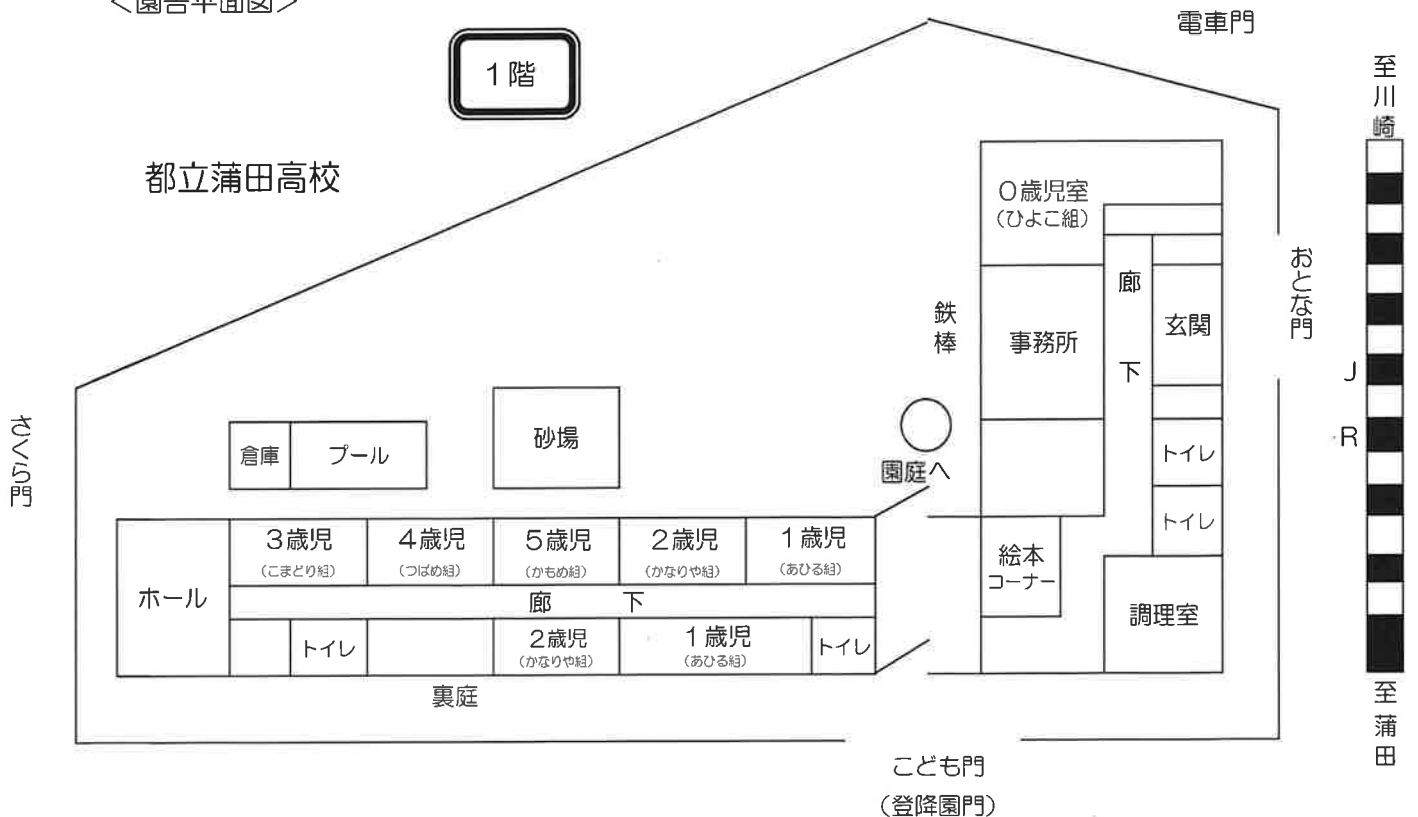 <園舎平面図>
電車門
1階
至川崎
都立蒲田高校
0歳児室
(ひよこ組)
おとな門
廊下
鉄棒
事務所
玄関
JR
さくら門
砂場
倉庫
プール
トイレ
園庭へ
トイレ
3歳児
(こまどり組)
4歳児
(つばめ組)
5歳児
(かもめ組)
2歳児
(かなりや組)
1歳児
(あひる組)
絵本
コーナー
ホール
廊下
調理室
トイレ
2歳児
(かなりや組)
1歳児
(あひる組)
トイレ
裏庭
至蒲田
こども門
(登降園門)